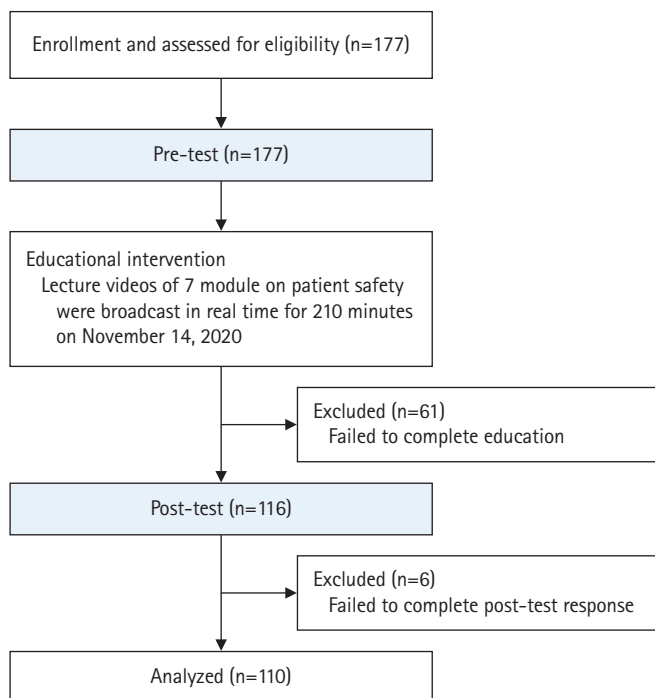 Enrollment and assessed for eligibility (n=177)
Pre-test (n=177)
Educational intervention
Lecture videos of 7 module on patient safety
were broadcast in real time for 210 minutes
on November 14, 2020
Excluded (n=61)
Failed to complete education
Post-test (n=116)
Excluded (n=6)
Failed to complete post-test response
Analyzed (n=110)